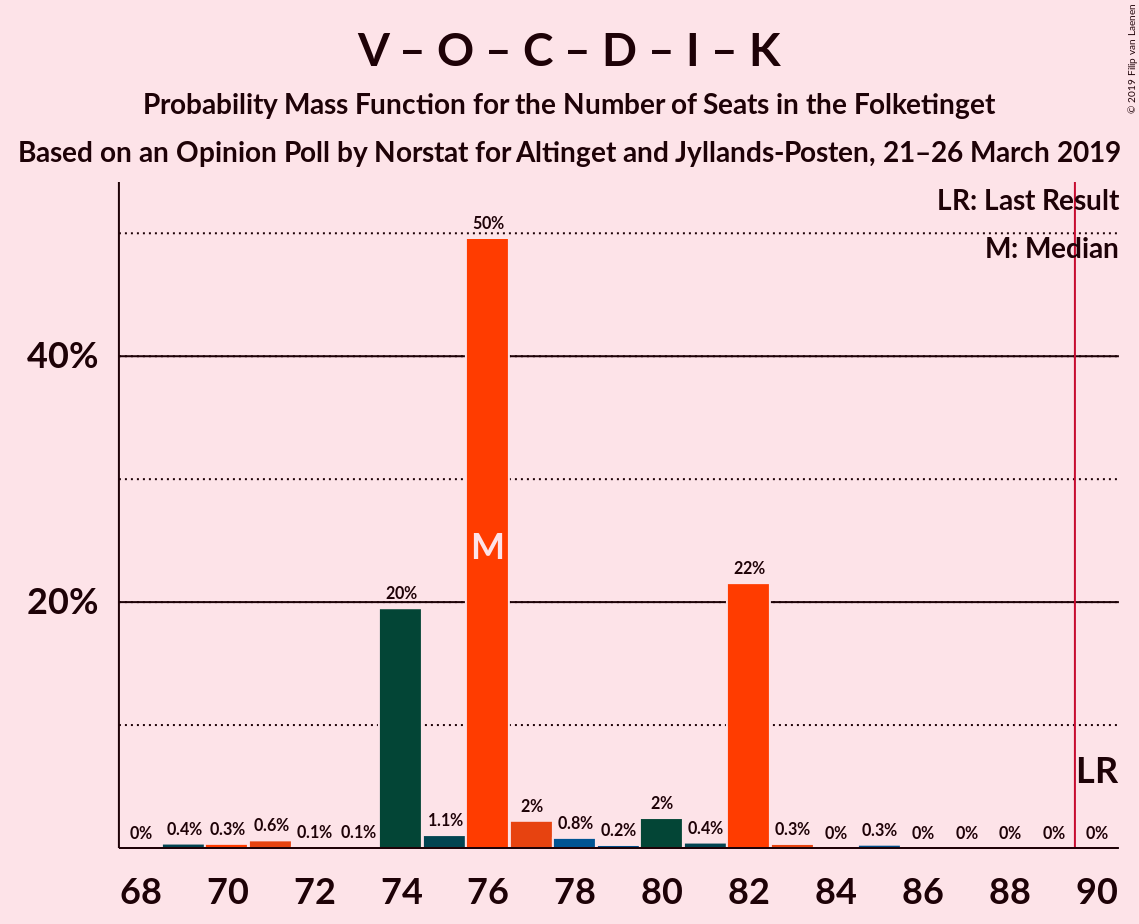 V – O – C – D – I – K
Probability Mass Function for the Number of Seats in the Folketinget
Based on an Opinion Poll by Norstat for Altinget and Jyllands-Posten, 21–26 March 2019
© 2019 Filip van Laenen
LR: Last Result
M: Median
50%
40%
M
22%
20%
20%
LR
0%
0.4%
0.3%
0.6%
0.1%
0.1%
1.1%
2%
0.8%
0.2%
2%
0.4%
0.3%
0%
0.3%
0%
0%
0%
0%
0%
68 70 72 74 76 78 80 82 84 86 88 90